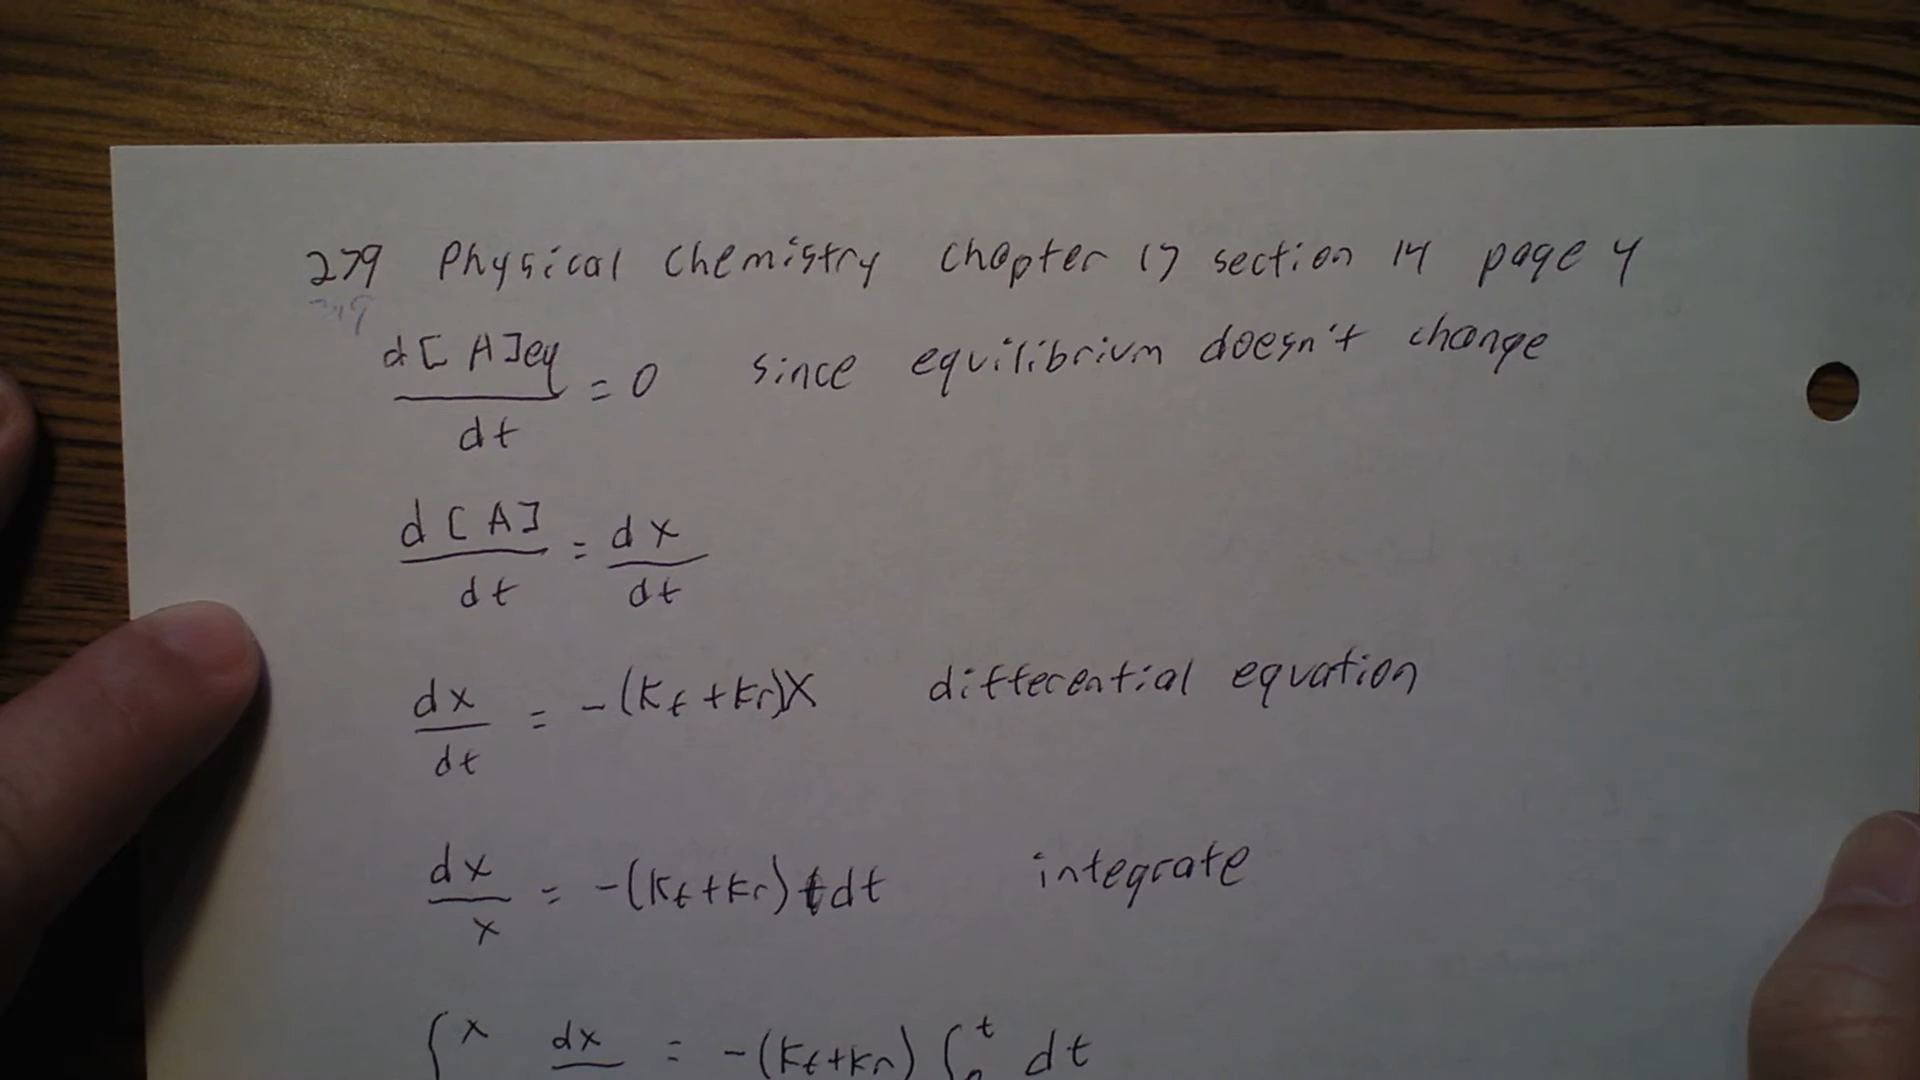 279 Physical Chemistry chapter 17 section 14 page 4
d[A]eq/dt = 0 since equilibrium doesn't change
d[A]/dt = dx/dt
dx/dt = -(kf+kr)x differential equation
dx/x = -(kf+kr) dt integrate
∫x dx = -(kf+kr) ∫t dt